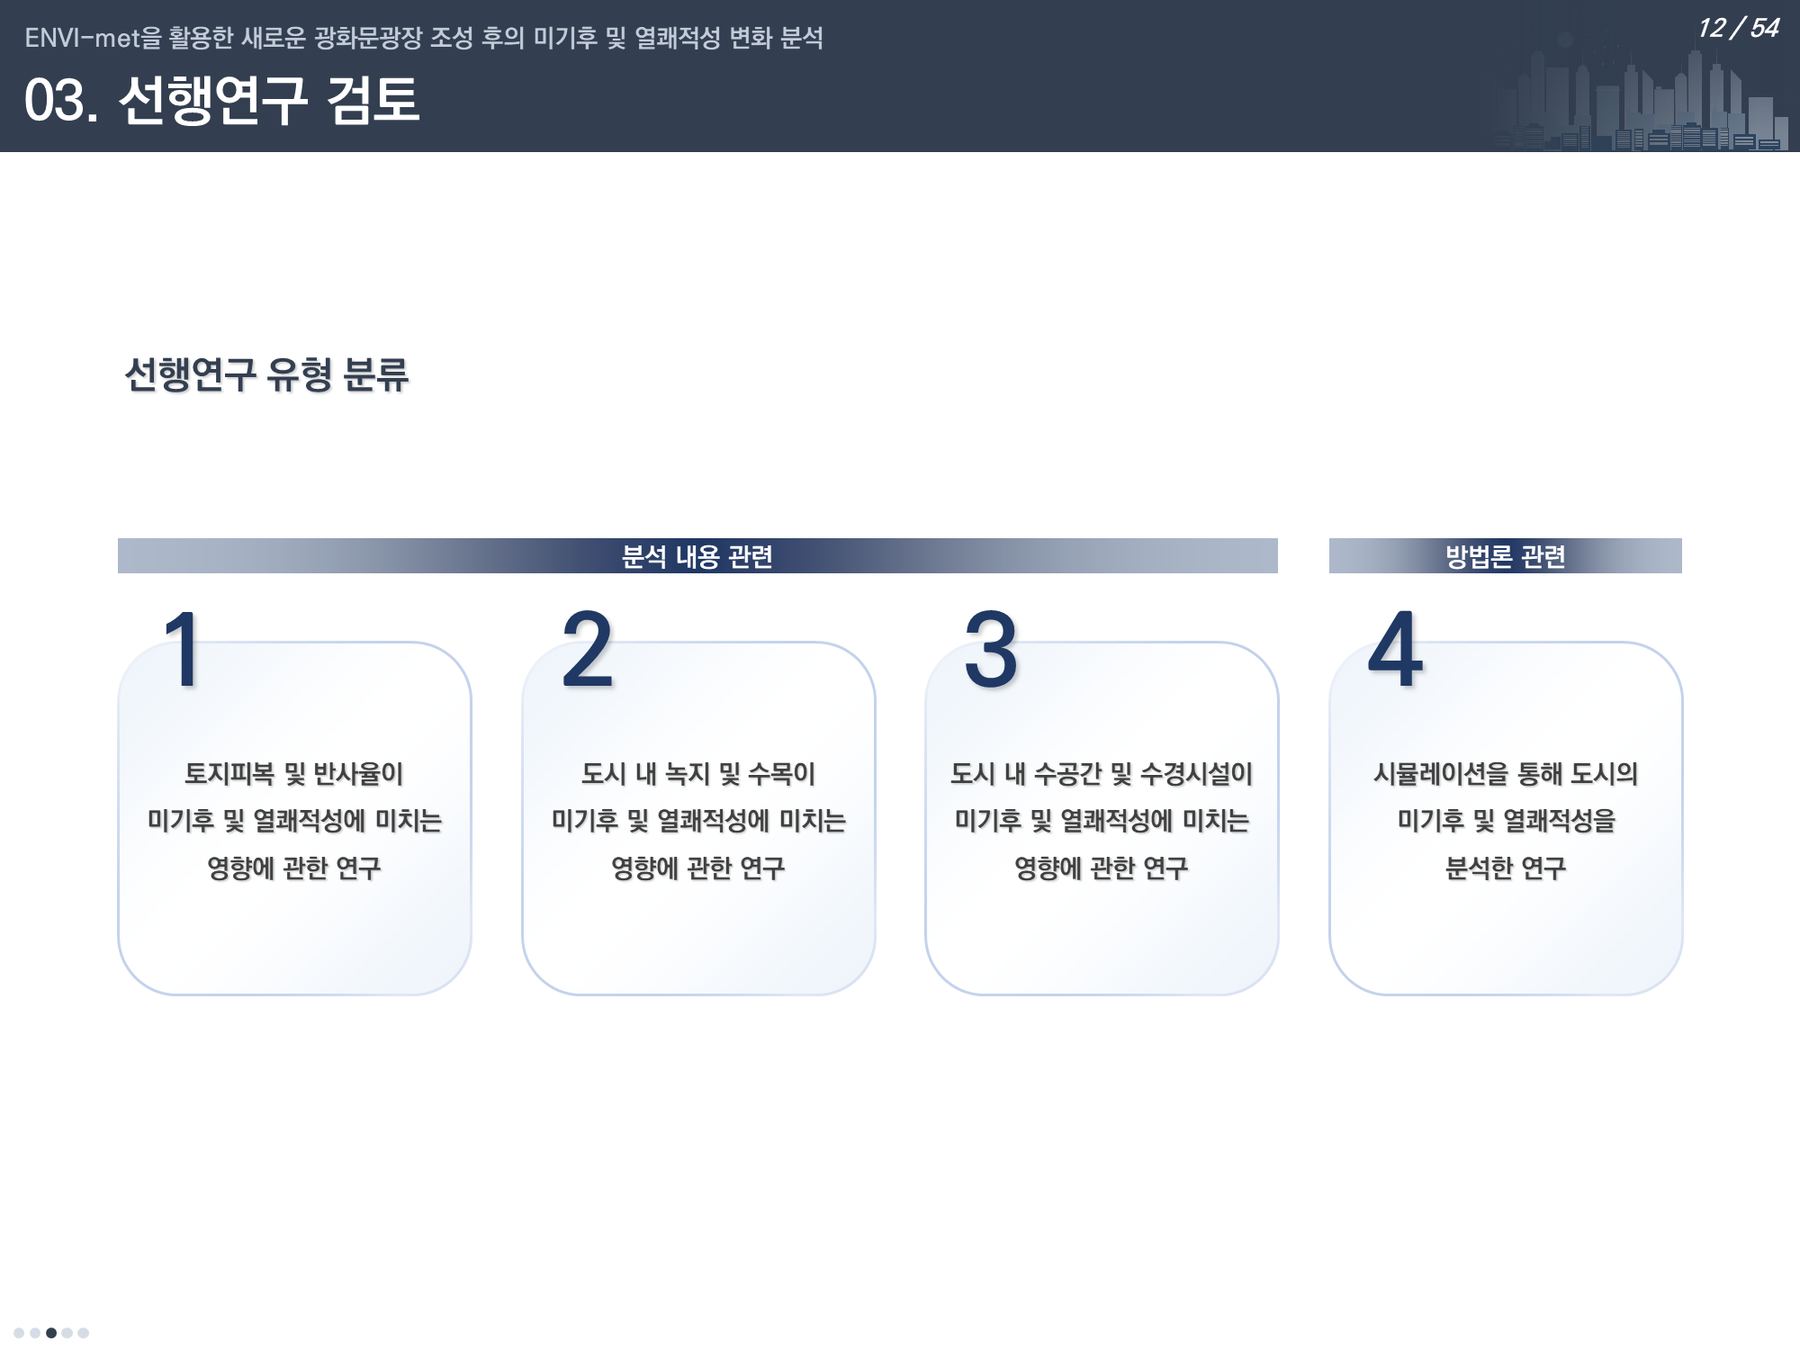 ENVI-met을 활용한 새로운 광화문광장 조성 후의 미기후 및 열쾌적성 변화 분석
12 / 54
03. 선행연구 검토
선행연구 유형 분류
분석 내용 관련
방법론 관련
1
토지피복 및 반사율이
미기후 및 열쾌적성에 미치는
영향에 관한 연구
2
도시 내 녹지 및 수목이
미기후 및 열쾌적성에 미치는
영향에 관한 연구
3
도시 내 수공간 및 수경시설이
미기후 및 열쾌적성에 미치는
영향에 관한 연구
4
시뮬레이션을 통해 도시의
미기후 및 열쾌적성을
분석한 연구